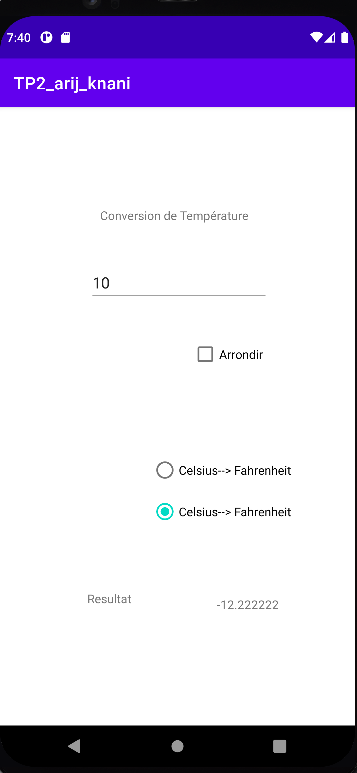 7:40
TP2_arij_knani
Conversion de Température
10
Arrondir
Celsius--> Fahrenheit
Celsius--> Fahrenheit
Resultat
-12.222222